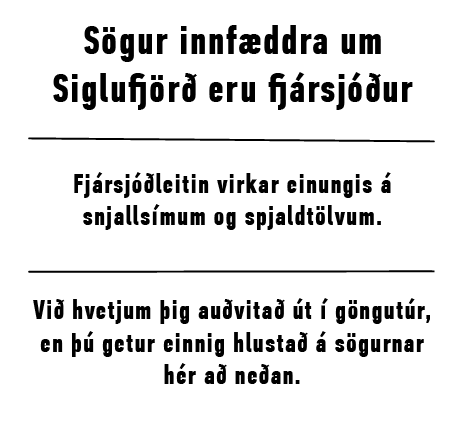 Sögur innfæddra um
Siglufjörð eru fjársjóður
Fjársjóðleitin virkar einungis á
snjallsímum og spjaldtölvum.
Við hvetjum þig auðvitað út í göngutúr,
en þú getur einnig hlustað á sögurnar
hér að neðan.